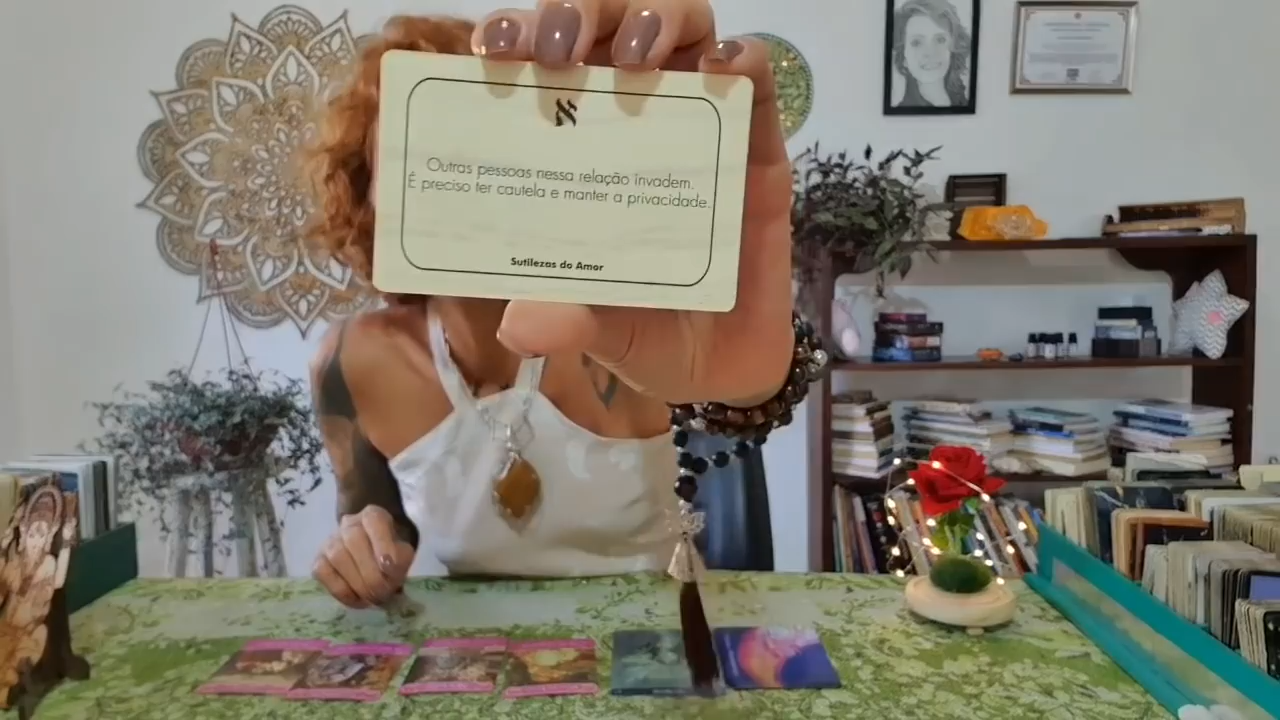 Outras pessoas nessa relação invadem.
É preciso ter cautela e manter a privacidade.
Sutilezas do Amor